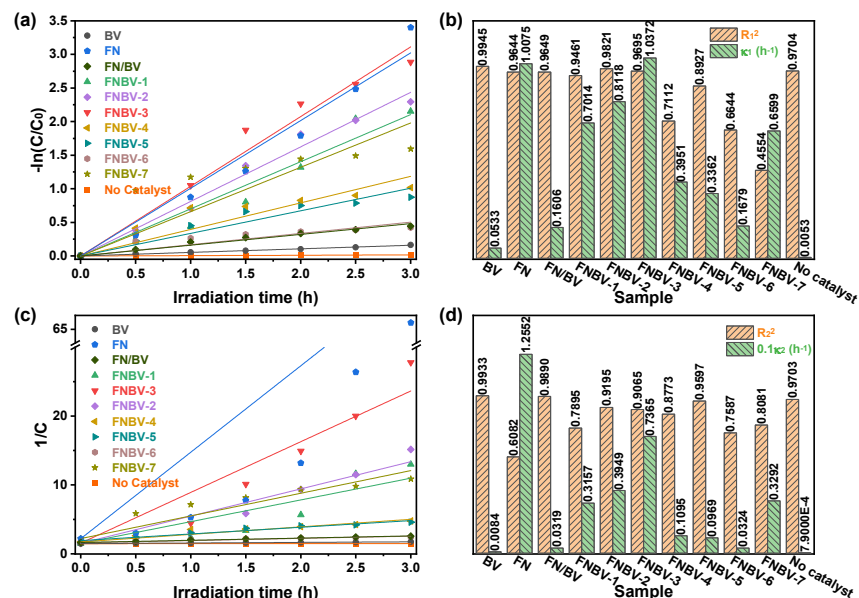 (a)
-ln(C/C₀)
3.5
3.0
2.5
2.0
1.5
1.0
0.5
0.0
BV
FN
FN/BV
FNBV-1
FNBV-2
FNBV-3
FNBV-4
FNBV-5
FNBV-6
FNBV-7
No Catalyst
0.0 0.5 1.0 1.5 2.0 2.5 3.0
Irradiation time (h)
(b)
R₁²
κ₁ (h⁻¹)
0.9945
0.0533
0.9644
1.0075
0.9649
0.1606
0.9461
0.7014
0.9821
0.8118
0.9695
1.0372
0.7112
0.3951
0.8927
0.3362
0.6644
0.1679
0.4554
0.6599
0.9704
0.0053
BV
FN
FN/BV
FNBV-1
FNBV-2
FNBV-3
FNBV-4
FNBV-5
FNBV-6
FNBV-7
No catalyst
Sample
(c)
1/C
65
20
10
0
BV
FN
FN/BV
FNBV-1
FNBV-3
FNBV-2
FNBV-4
FNBV-5
FNBV-6
FNBV-7
No Catalyst
0.0 0.5 1.0 1.5 2.0 2.5 3.0
Irradiation time (h)
(d)
R₂²
0.1κ₂ (h⁻¹)
0.9933
0.0084
0.6082
1.2552
0.9890
0.0319
0.7895
0.3157
0.9195
0.3949
0.9065
0.7365
0.8773
0.1095
0.9597
0.0969
0.7587
0.0324
0.8081
0.3292
0.9703
7.9000E-4
BV
FN
FN/BV
FNBV-1
FNBV-2
FNBV-3
FNBV-4
FNBV-5
FNBV-6
FNBV-7
No catalyst
Sample